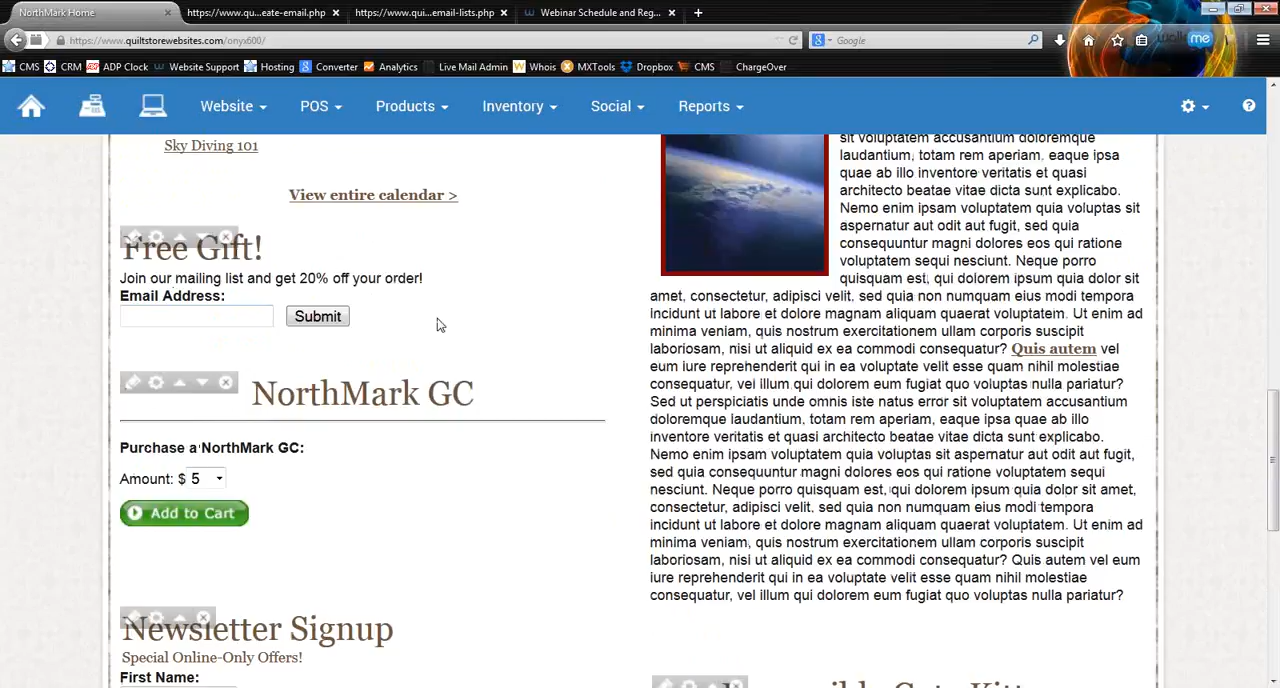 NorthMark Home × https://www.qu...eate-email.php × https://www.qui...email-lists.php × Webinar Schedule and Reg... × +
https://www.quiltstorewebsites.com/onyx600/ Google walkme
CMS CRM ADP Clock Website Support Hosting Converter Analytics Live Mail Admin Whois MXTools Dropbox CMS ChargeOver
Website POS Products Inventory Social Reports
Sky Diving 101
View entire calendar >
Free Gift!
Join our mailing list and get 20% off your order!
Email Address:
Submit
NorthMark GC
Purchase a NorthMark GC:
Amount: $ 5
Add to Cart
Newsletter Signup
Special Online-Only Offers!
First Name:
sit voluptatem accusantium doloremque
laudantium, totam rem aperiam, eaque ipsa
quae ab illo inventore veritatis et quasi
architecto beatae vitae dicta sunt explicabo.
Nemo enim ipsam voluptatem quia voluptas sit
aspernatur aut odit aut fugit, sed quia
consequuntur magni dolores eos qui ratione
voluptatem sequi nesciunt. Neque porro
quisquam est, qui dolorem ipsum quia dolor sit
amet, consectetur, adipisci velit, sed quia non numquam eius modi tempora
incidunt ut labore et dolore magnam aliquam quaerat voluptatem. Ut enim ad
minima veniam, quis nostrum exercitationem ullam corporis suscipit
laboriosam, nisi ut aliquid ex ea commodi consequatur? Quis autem vel
eum iure reprehenderit qui in ea voluptate velit esse quam nihil molestiae
consequatur, vel illum qui dolorem eum fugiat quo voluptas nulla pariatur?
Sed ut perspiciatis unde omnis iste natus error sit voluptatem accusantium
doloremque laudantium, totam rem aperiam, eaque ipsa quae ab illo
inventore veritatis et quasi architecto beatae vitae dicta sunt explicabo.
Nemo enim ipsam voluptatem quia voluptas sit aspernatur aut odit aut fugit,
sed quia consequuntur magni dolores eos qui ratione voluptatem sequi
nesciunt. Neque porro quisquam est, qui dolorem ipsum quia dolor sit amet,
consectetur, adipisci velit, sed quia non numquam eius modi tempora
incidunt ut labore et dolore magnam aliquam quaerat voluptatem. Ut enim ad
minima veniam, quis nostrum exercitationem ullam corporis suscipit
laboriosam, nisi ut aliquid ex ea commodi consequatur? Quis autem vel eum
iure reprehenderit qui in ea voluptate velit esse quam nihil molestiae
consequatur, vel illum qui dolorem eum fugiat quo voluptas nulla pariatur?